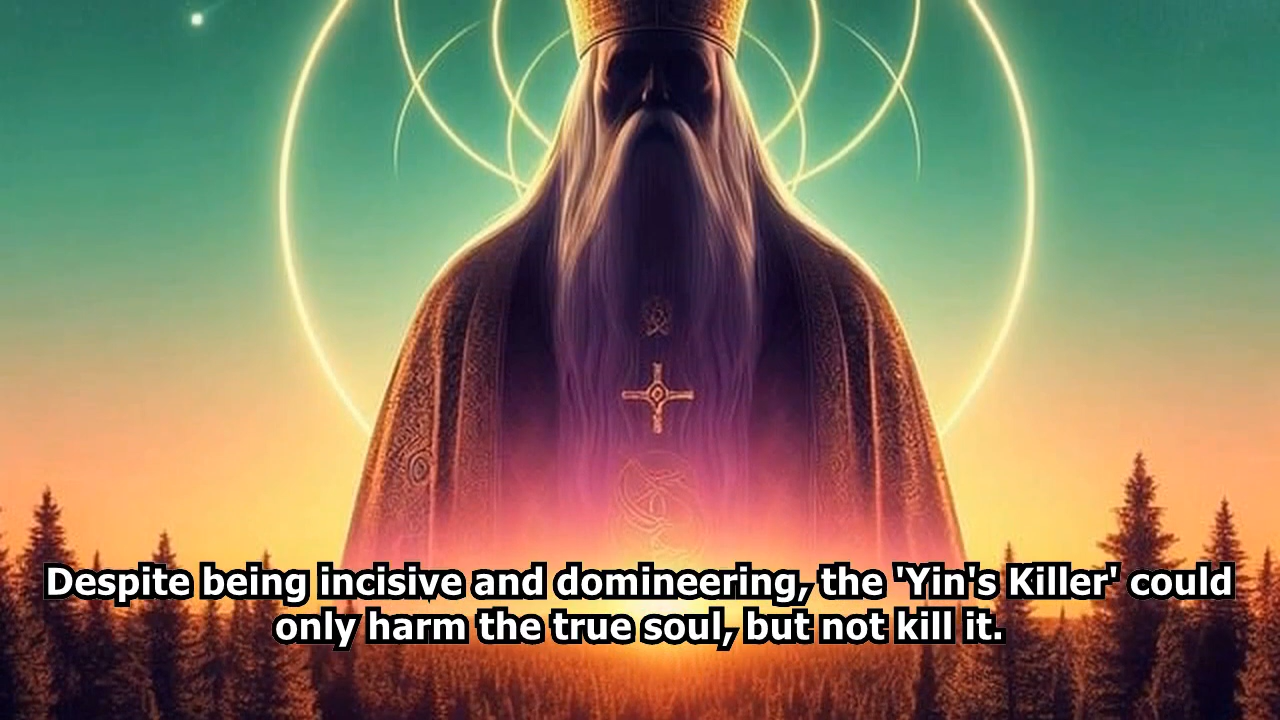 Despite being incisive and domineering, the 'Yin's Killer' could
only harm the true soul, but not kill it.